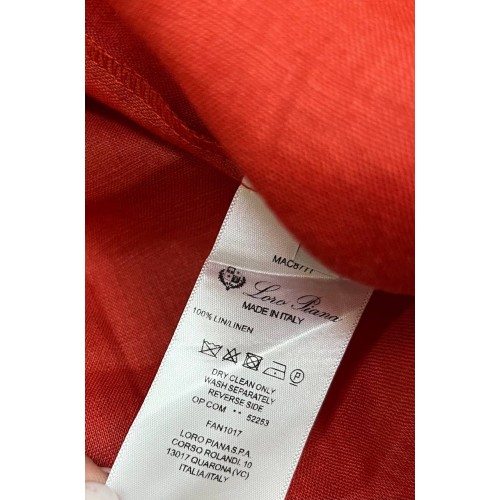 MAC8711
Loro Piana
MADE IN ITALY
100% LIN/LINEN
P
DRY CLEAN ONLY
WASH SEPARATELY
REVERSE SIDE
OP COM ** 52253
FAN1017
LORO PIANA S.P.A.
CORSO ROLANDI, 10
13017 QUARONA (VC)
ITALIA/ITALY